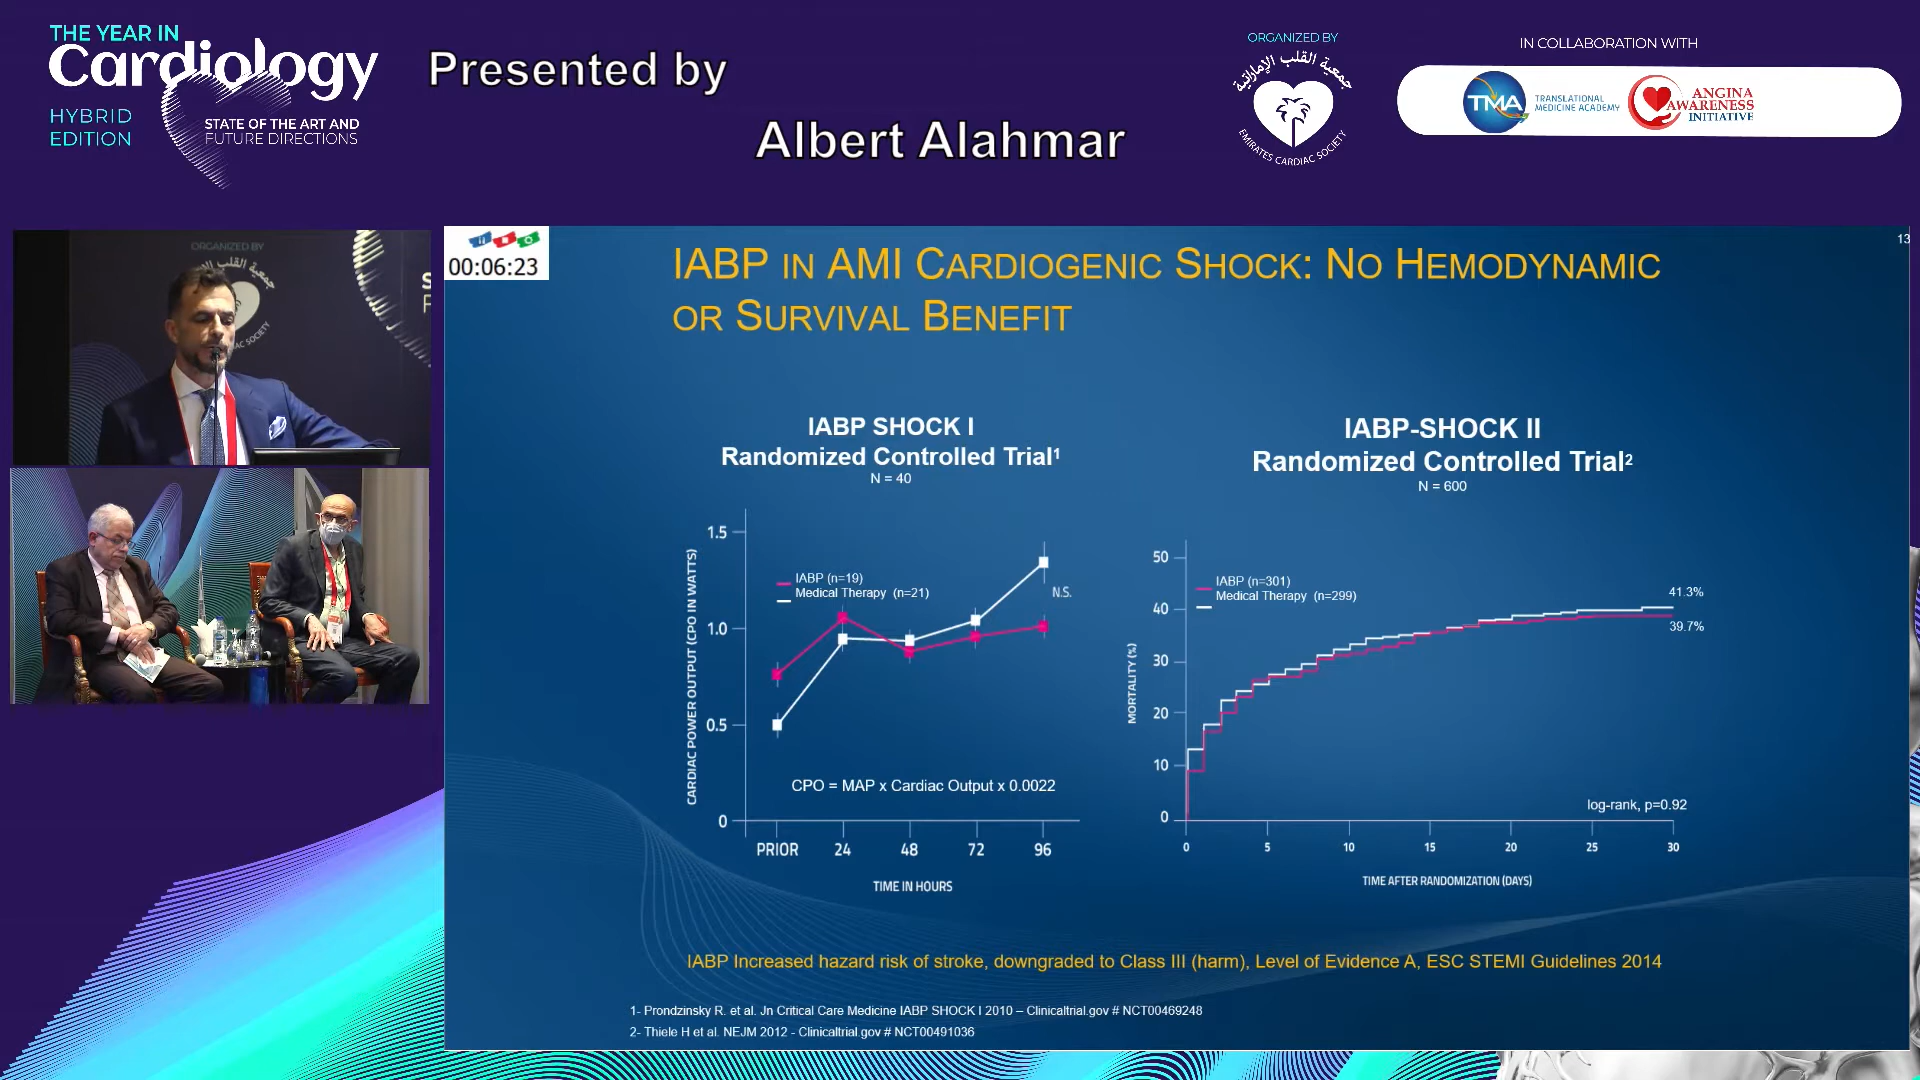 THE YEAR IN
Cardiology
HYBRID
EDITION
STATE OF THE ART AND
FUTURE DIRECTIONS
Presented by
Albert Alahmar
ORGANIZED BY
جمعية القلب الإماراتية
EMIRATES CARDIAC SOCIETY
IN COLLABORATION WITH
TMA
TRANSLATIONAL
MEDICINE ACADEMY
ANGINA
AWARENESS
INITIATIVE
ORGANIZED BY
AC SOCIETY
00:06:23
13
IABP IN AMI CARDIOGENIC SHOCK: NO HEMODYNAMIC
OR SURVIVAL BENEFIT
IABP SHOCK I
Randomized Controlled Trial¹
N = 40
1.5
1.0
0.5
0
CARDIAC POWER OUTPUT (CPO IN WATTS)
IABP (n=19)
Medical Therapy (n=21)
N.S.
CPO = MAP x Cardiac Output x 0.0022
PRIOR 24 48 72 96
TIME IN HOURS
IABP-SHOCK II
Randomized Controlled Trial²
N = 600
50
40
30
20
10
0
MORTALITY (%)
IABP (n=301)
Medical Therapy (n=299)
41.3%
39.7%
log-rank, p=0.92
0 5 10 15 20 25 30
TIME AFTER RANDOMIZATION (DAYS)
IABP Increased hazard risk of stroke, downgraded to Class III (harm), Level of Evidence A, ESC STEMI Guidelines 2014
1- Prondzinsky R. et al. Jn Critical Care Medicine IABP SHOCK I 2010 – Clinicaltrial.gov # NCT00469248
2- Thiele H et al. NEJM 2012 - Clinicaltrial.gov # NCT00491036